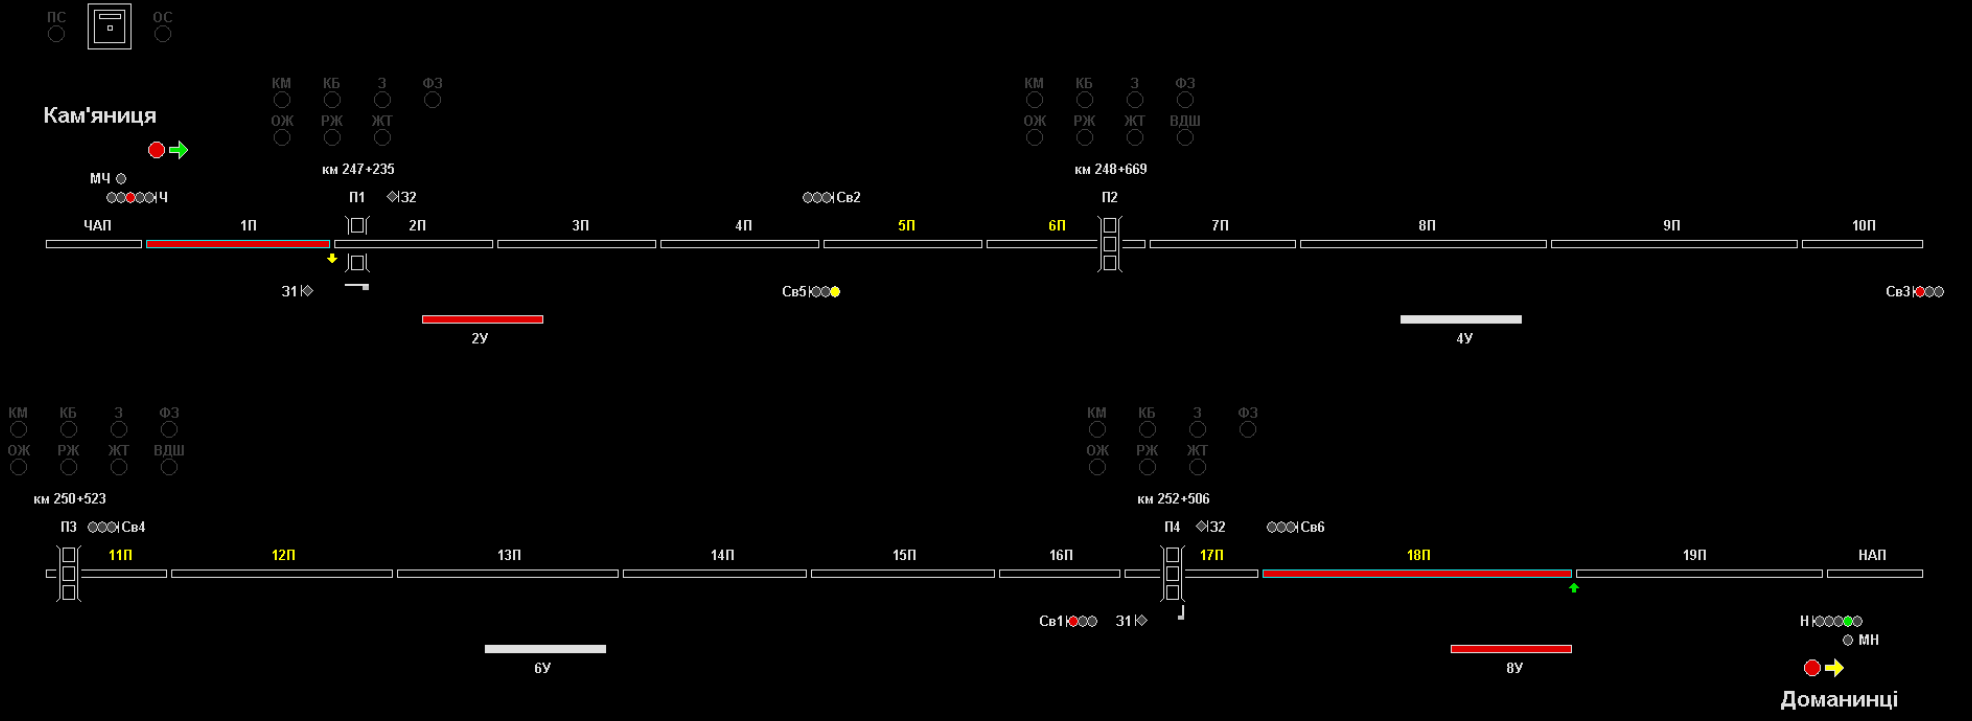 ПС ОС
КМ КБ З ФЗ КМ КБ З ФЗ
Кам'яниця
ОЖ РЖ ЖТ ОЖ РЖ ЖТ ВДШ
км 247+235 км 248+669
МЧ
Ч П1 З2 Св2 П2
ЧАП 1П 2П 3П 4П 5П 6П 7П 8П 9П 10П
З1 Св5 Св3
2У 4У
КМ КБ З ФЗ КМ КБ З ФЗ
ОЖ РЖ ЖТ ВДШ ОЖ РЖ ЖТ
км 250+523 км 252+506
П3 Св4 П4 З2 Св6
11П 12П 13П 14П 15П 16П 17П 18П 19П НАП
Св1 З1 Н
МН
6У 8У
Доманинці